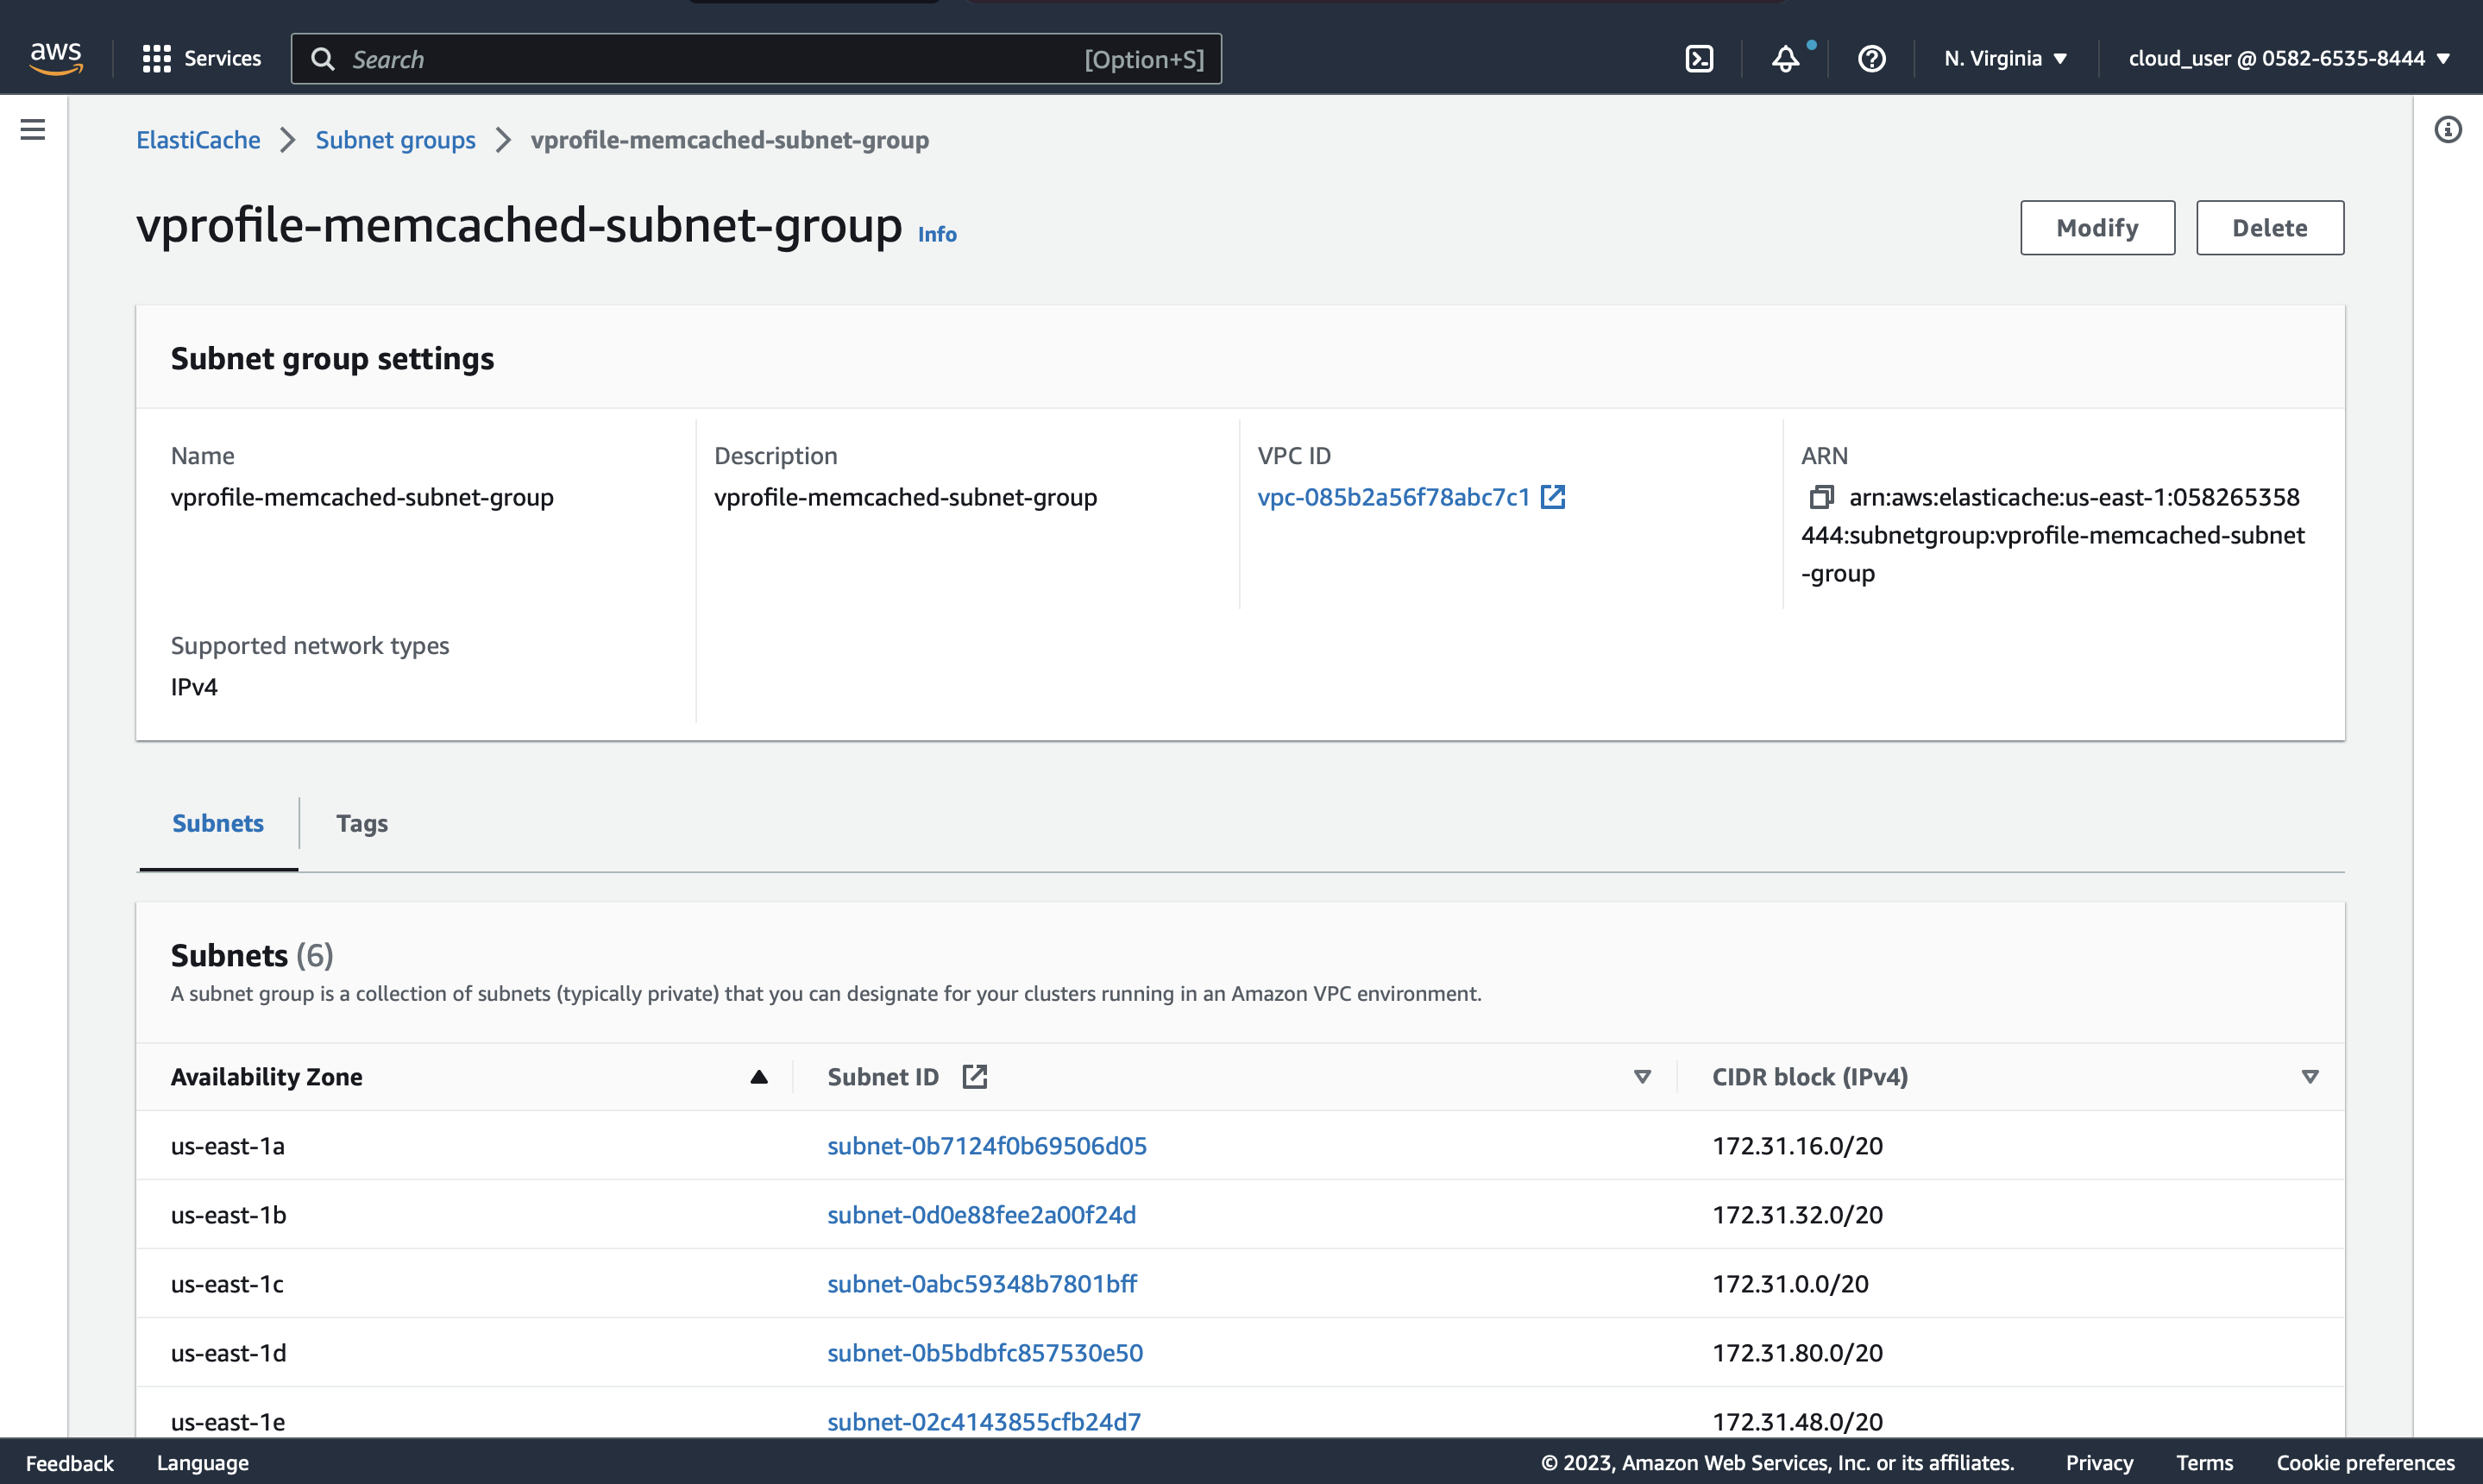 aws Services Search [Option+S] N. Virginia cloud_user @ 0582-6535-8444
ElastiCache Subnet groups vprofile-memcached-subnet-group
vprofile-memcached-subnet-group Info Modify Delete
Subnet group settings
Name Description VPC ID ARN
vprofile-memcached-subnet-group vprofile-memcached-subnet-group vpc-085b2a56f78abc7c1 arn:aws:elasticache:us-east-1:058265358
444:subnetgroup:vprofile-memcached-subnet
-group
Supported network types
IPv4
Subnets Tags
Subnets (6)
A subnet group is a collection of subnets (typically private) that you can designate for your clusters running in an Amazon VPC environment.
Availability Zone Subnet ID CIDR block (IPv4)
us-east-1a subnet-0b7124f0b69506d05 172.31.16.0/20
us-east-1b subnet-0d0e88fee2a00f24d 172.31.32.0/20
us-east-1c subnet-0abc59348b7801bff 172.31.0.0/20
us-east-1d subnet-0b5bdbfc857530e50 172.31.80.0/20
us-east-1e subnet-02c4143855cfb24d7 172.31.48.0/20
Feedback Language © 2023, Amazon Web Services, Inc. or its affiliates. Privacy Terms Cookie preferences